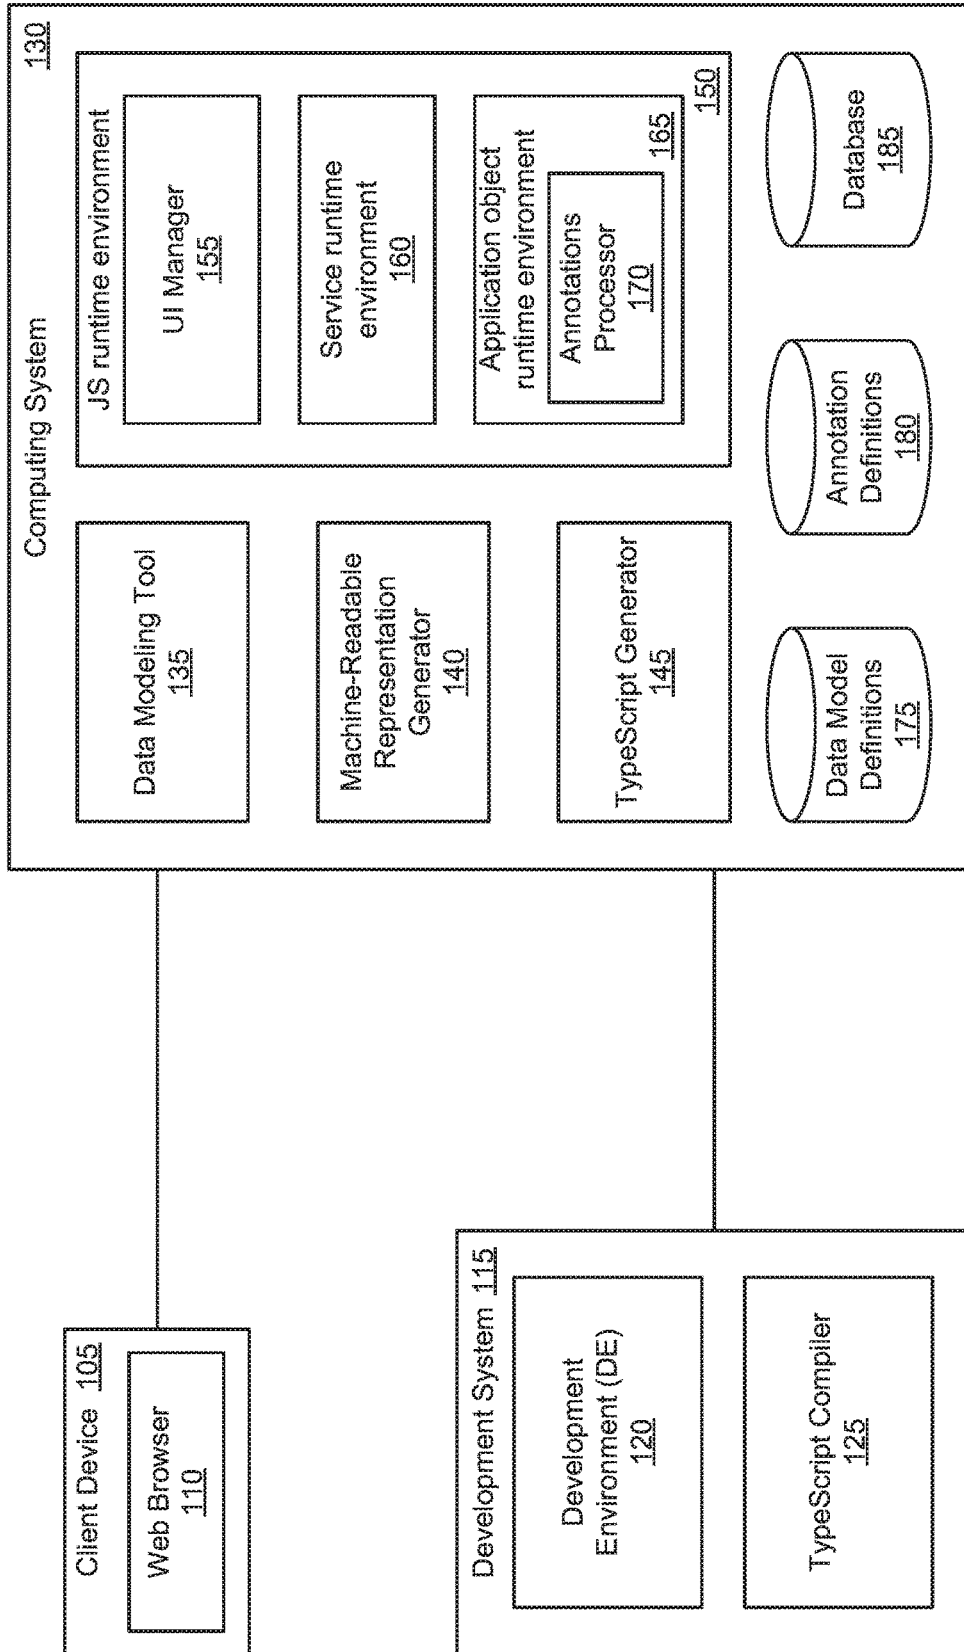 Client Device 105
Web Browser
110
Development System 115
Development
Environment (DE)
120
TypeScript Compiler
125
Computing System
130
Data Modeling Tool
135
Machine-Readable
Representation
Generator
140
TypeScript Generator
145
JS runtime environment
UI Manager
155
Service runtime
environment
160
Application object
runtime environment
Annotations
Processor
170
165
150
Data Model
Definitions
175
Annotation
Definitions
180
Database
185